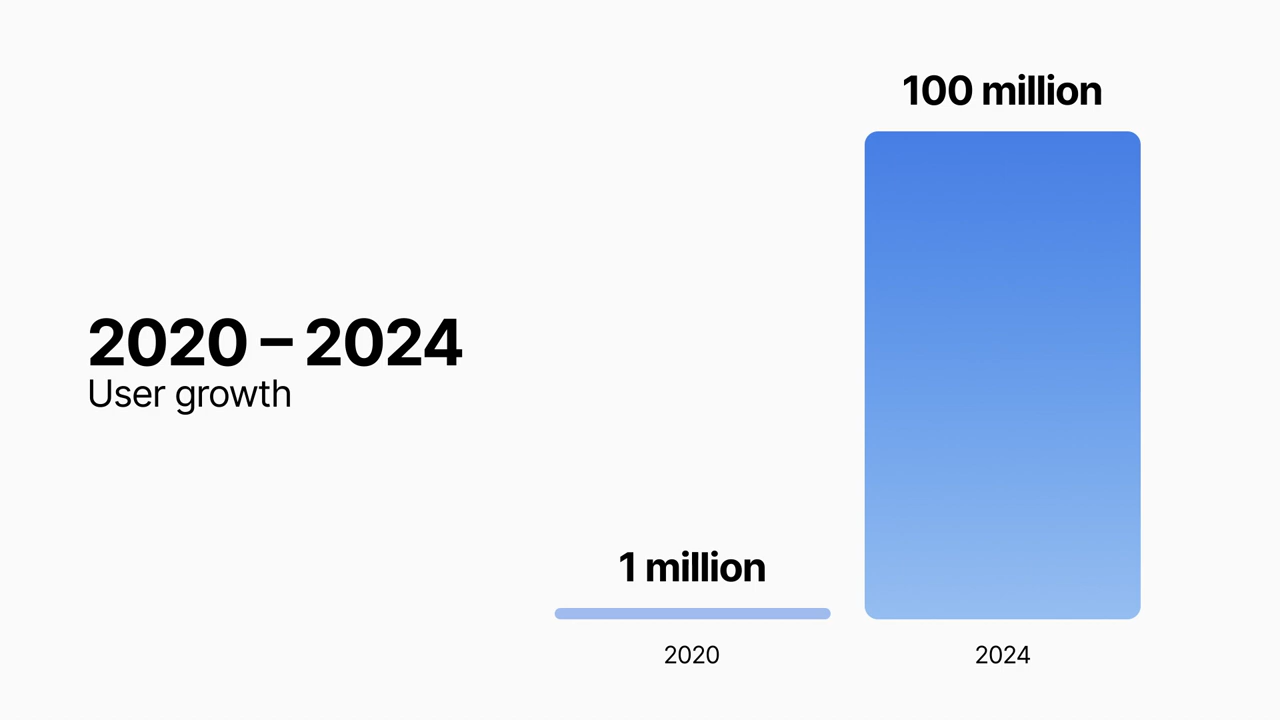 2020 – 2024
User growth
100 million
1 million
2020
2024